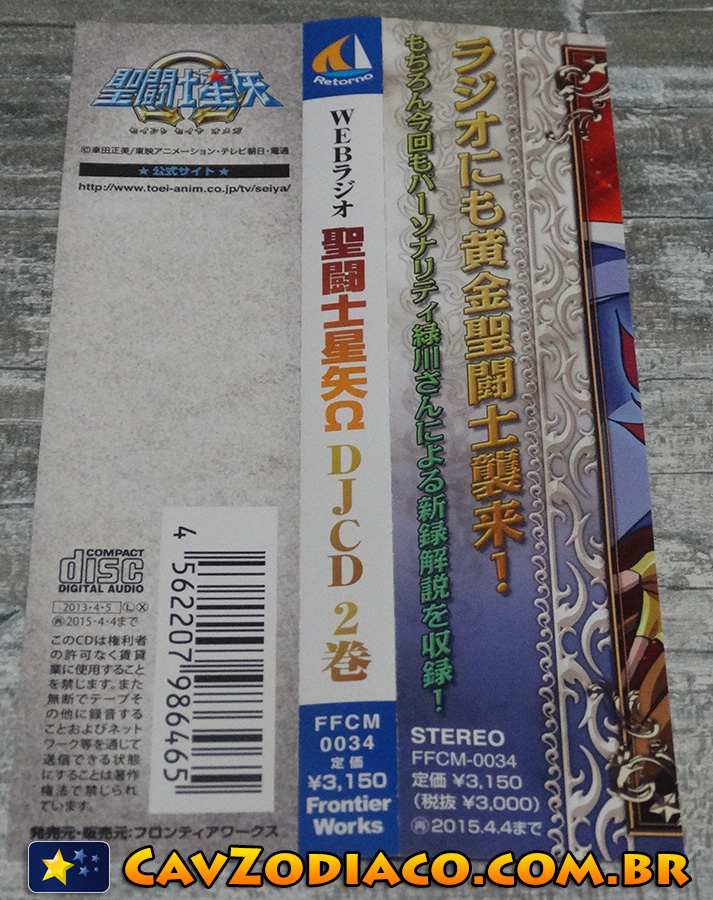 聖闘士星矢
Ω
セイント セイヤ オメガ
©車田正美/東映アニメーション・テレビ朝日・電通
★ 公式サイト ★
http://www.toei-anim.co.jp/tv/seiya/
COMPACT
disc
DIGITAL AUDIO
2013・4・5 Ⓛ Ⓧ
㊢2015・4・4まで
このCDは権利者
の許可なく賃貸
業に使用すること
を禁じます。また
無断でテープそ
の他に録音する
ことおよびネット
ワーク等を通じて
送信できる状態
にすることは著作
権法で禁じられ
ています。
4562207986465
発売元・販売元:フロンティアワークス
Retorno
WEBラジオ
聖闘士星矢Ω
DJCD 2巻
FFCM
0034
定価
¥3,150
Frontier
Works
ラジオにも黄金聖闘士襲来!
もちろん今回もパーソナリティ緑川さんによる新録解説を収録!
STEREO
FFCM-0034
定価 ¥3,150
(税抜 ¥3,000)
㊢2015.4.4まで
CavZodiaco.com.br